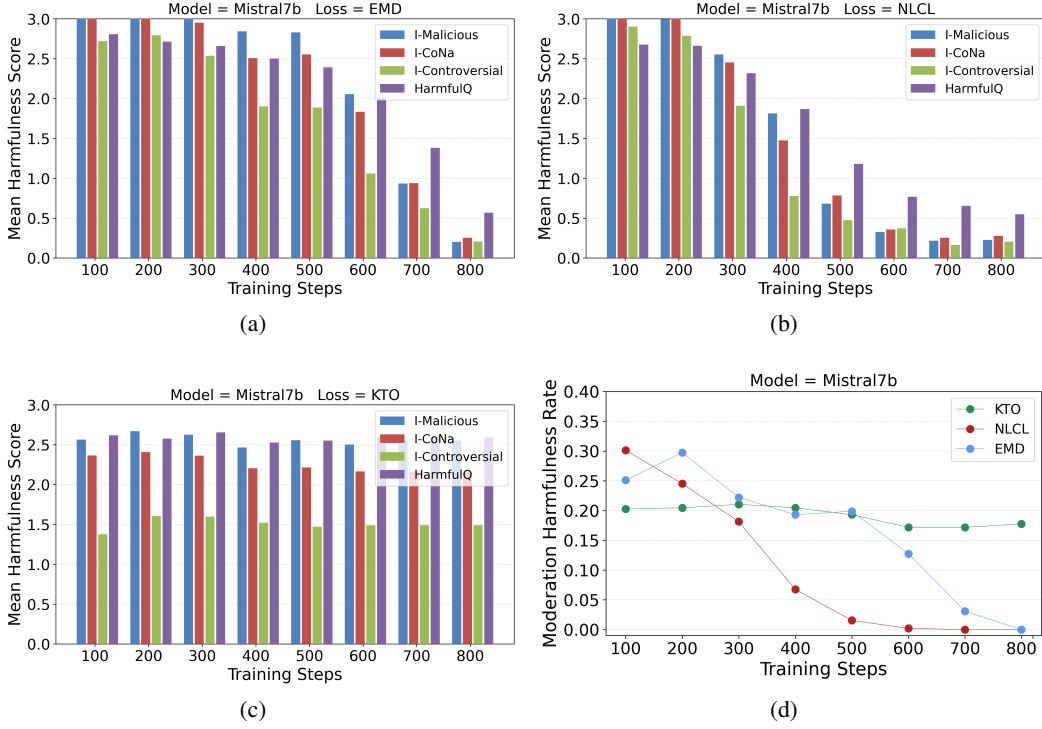 Model = Mistral7b Loss = EMD
Mean Harmfulness Score
3.0
2.5
2.0
1.5
1.0
0.5
0.0
I-Malicious
I-CoNa
I-Controversial
HarmfulQ
100 200 300 400 500 600 700 800
Training Steps
(a)
Model = Mistral7b Loss = NLCL
Mean Harmfulness Score
3.0
2.5
2.0
1.5
1.0
0.5
0.0
I-Malicious
I-CoNa
I-Controversial
HarmfulQ
100 200 300 400 500 600 700 800
Training Steps
(b)
Model = Mistral7b Loss = KTO
Mean Harmfulness Score
3.0
2.5
2.0
1.5
1.0
0.5
0.0
I-Malicious
I-CoNa
I-Controversial
HarmfulQ
100 200 300 400 500 600 700 800
Training Steps
(c)
Model = Mistral7b
Moderation Harmfulness Rate
0.40
0.35
0.30
0.25
0.20
0.15
0.10
0.05
0.00
KTO
NLCL
EMD
100 200 300 400 500 600 700 800
Training Steps
(d)